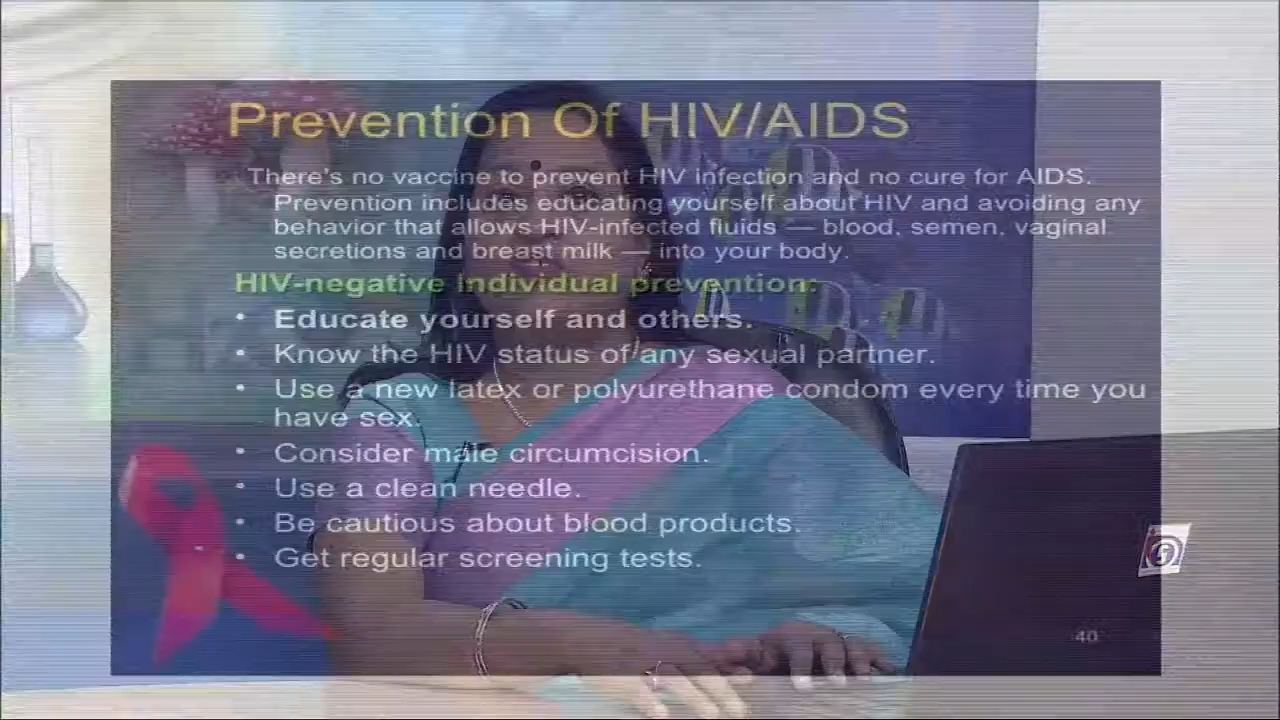 Prevention Of HIV/AIDS
There's no vaccine to prevent HIV infection and no cure for AIDS.
Prevention includes educating yourself about HIV and avoiding any
behavior that allows HIV-infected fluids — blood, semen, vaginal
secretions and breast milk — into your body.
HIV-negative individual prevention:
• Educate yourself and others.
• Know the HIV status of any sexual partner.
• Use a new latex or polyurethane condom every time you
have sex.
• Consider male circumcision.
• Use a clean needle.
• Be cautious about blood products.
• Get regular screening tests.
40